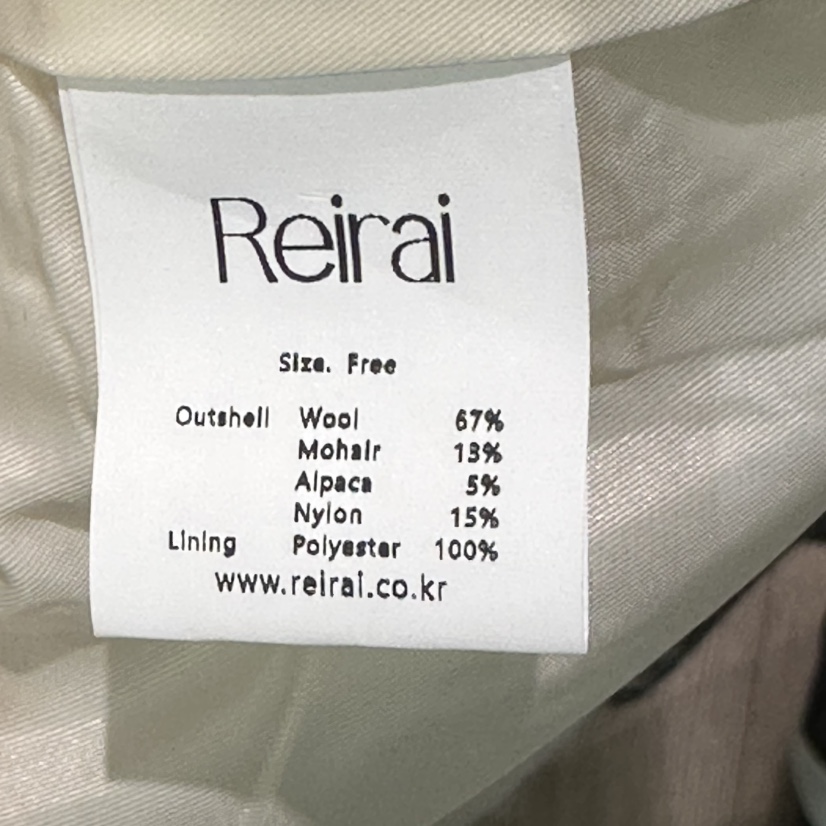 Reirai
Size. Free
Outshell Wool 67%
Mohair 13%
Alpaca 5%
Nylon 15%
Lining Polyester 100%
www.reirai.co.kr